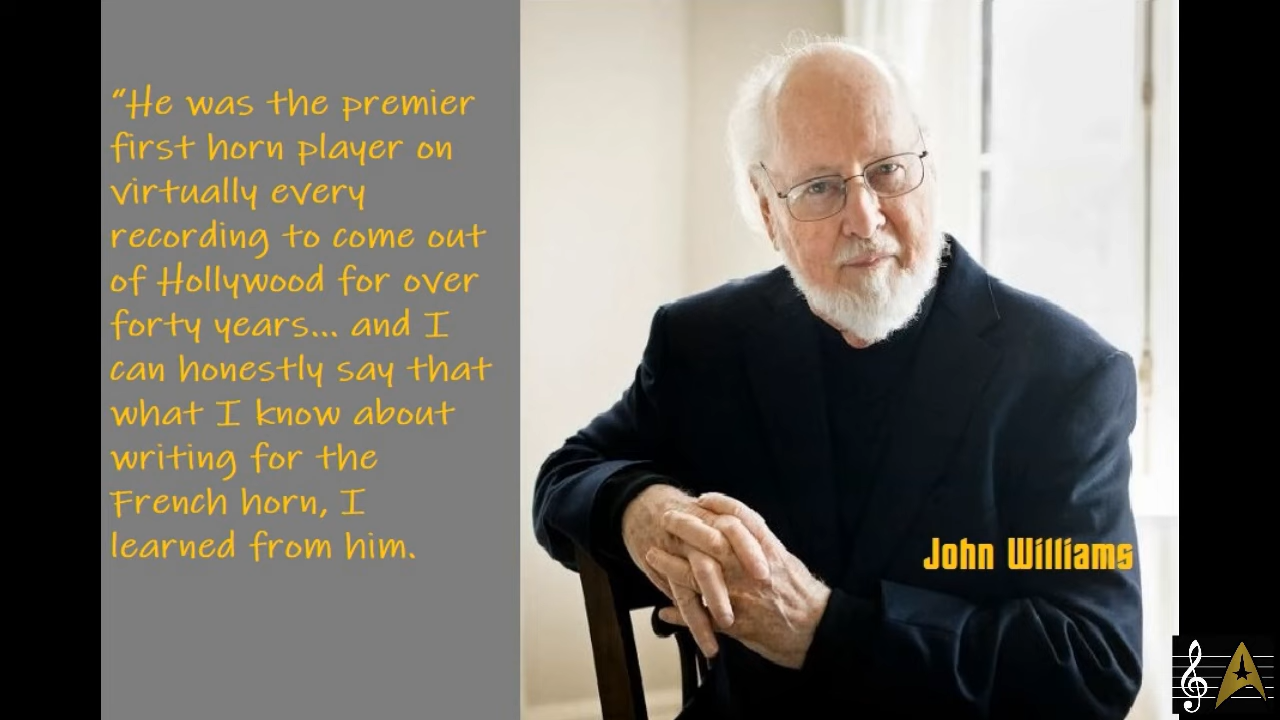 “He was the premier
first horn player on
virtually every
recording to come out
of Hollywood for over
forty years... and I
can honestly say that
what I know about
writing for the
French horn, I
learned from him.
John Williams